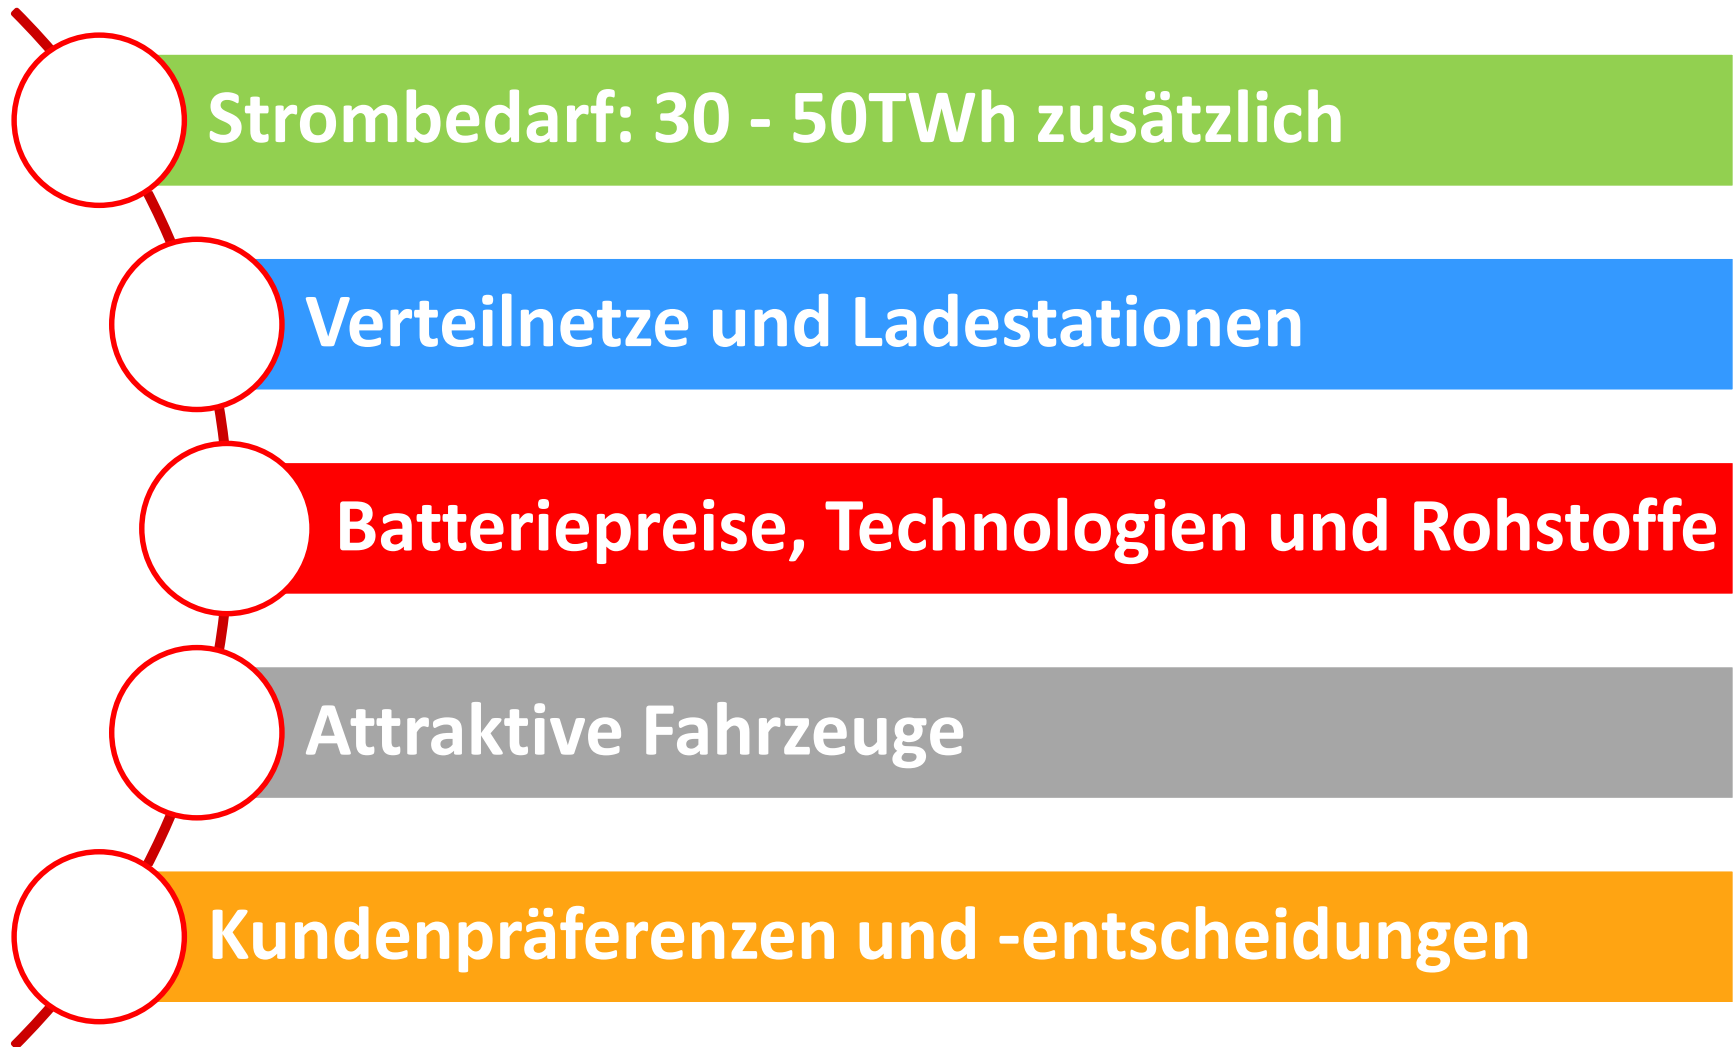 Strombedarf: 30 - 50TWh zusätzlich
Verteilnetze und Ladestationen
Batteriepreise, Technologien und Rohstoffe
Attraktive Fahrzeuge
Kundenpräferenzen und -entscheidungen